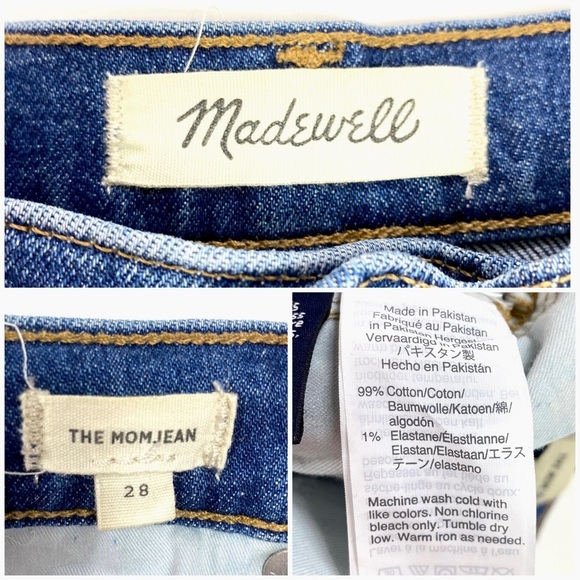 Madewell
THE MOMJEAN
28
Made in Pakistan
Fabriqué au Pakistan
in Pakistan Hergest
Vervaardigd in Pakistan
パキスタン製
Hecho en Pakistán
99% Cotton/Coton/
Baumwolle/Katoen/綿/
algodón
1% Elastane/Élasthanne/
Elastan/Elastaan/エラス
テーン/elastano
Machine wash cold with
like colors. Non chlorine
bleach only. Tumble dry
low. Warm iron as needed.